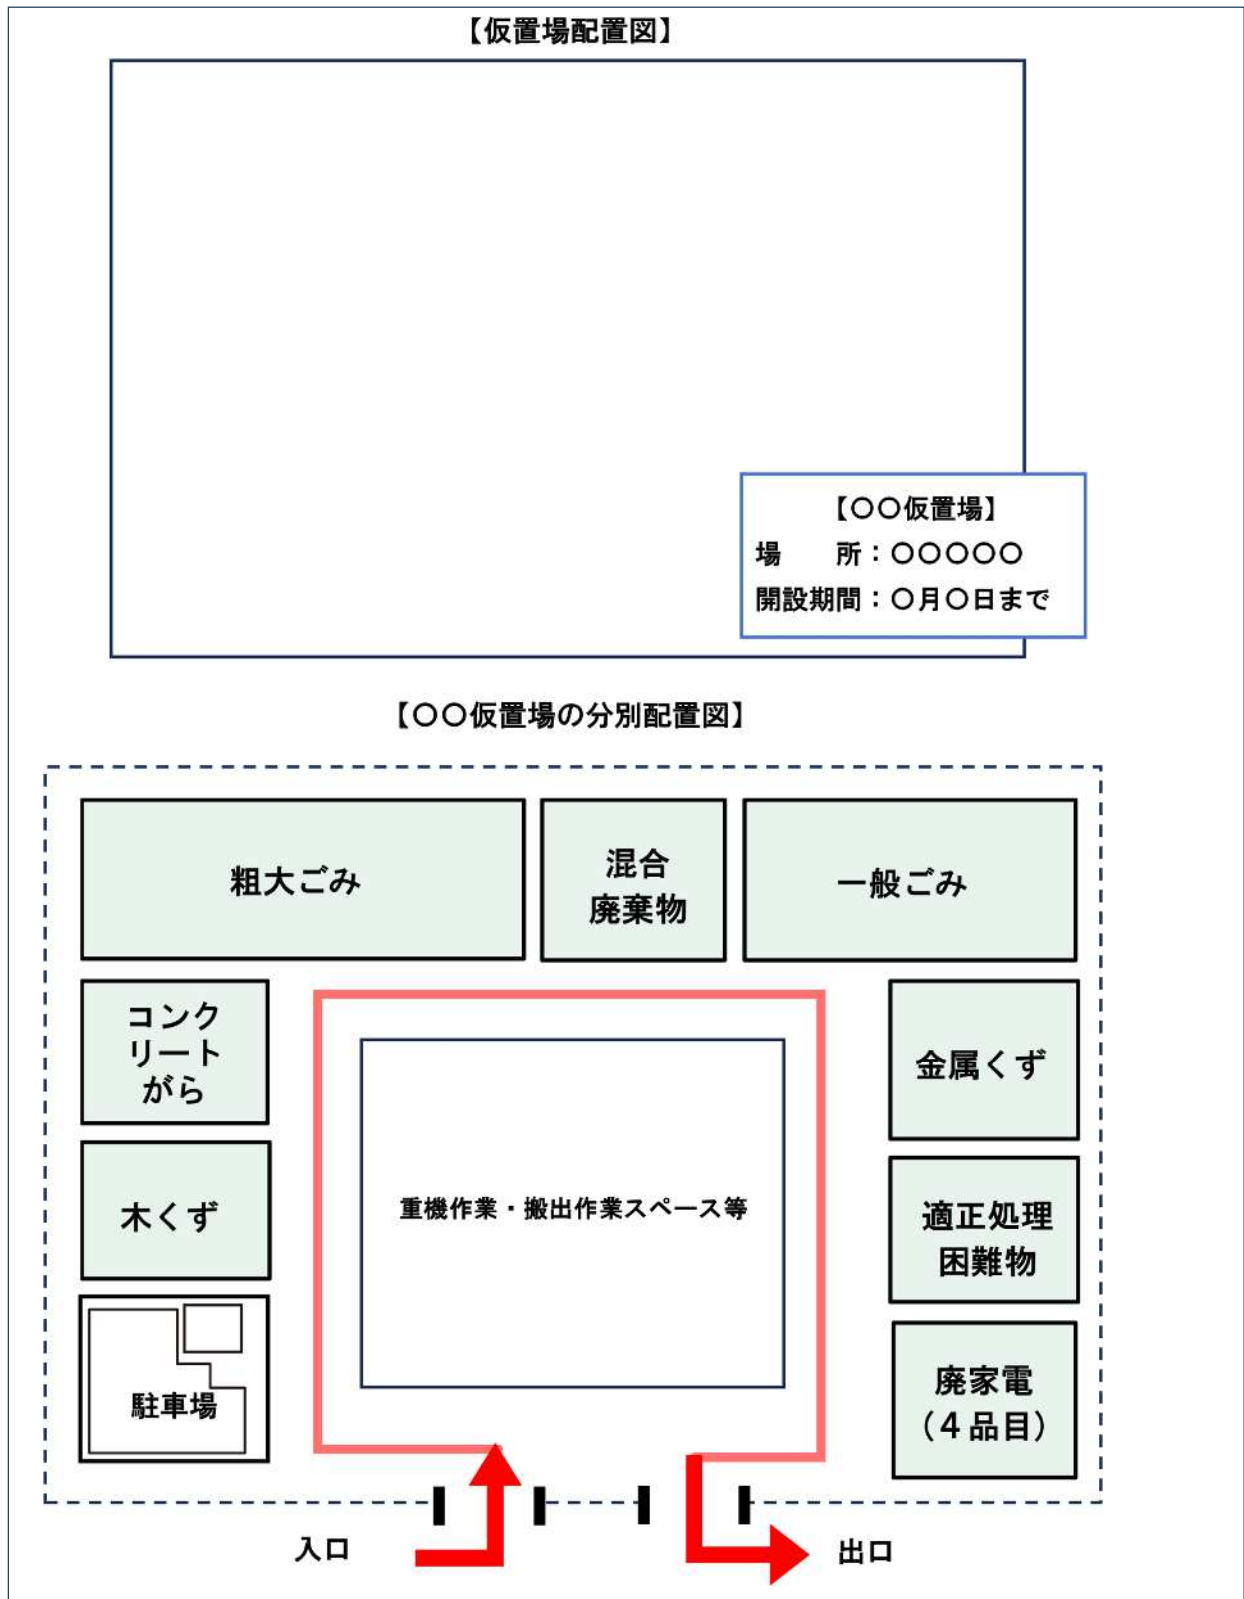 【仮置場配置図】
【〇〇仮置場】
場　　所：〇〇〇〇〇
開設期間：〇月〇日まで
【〇〇仮置場の分別配置図】
粗大ごみ
混合
廃棄物
一般ごみ
コンク
リート
がら
金属くず
木くず
重機作業・搬出作業スペース等
適正処理
困難物
駐車場
廃家電
（４品目）
入口
出口